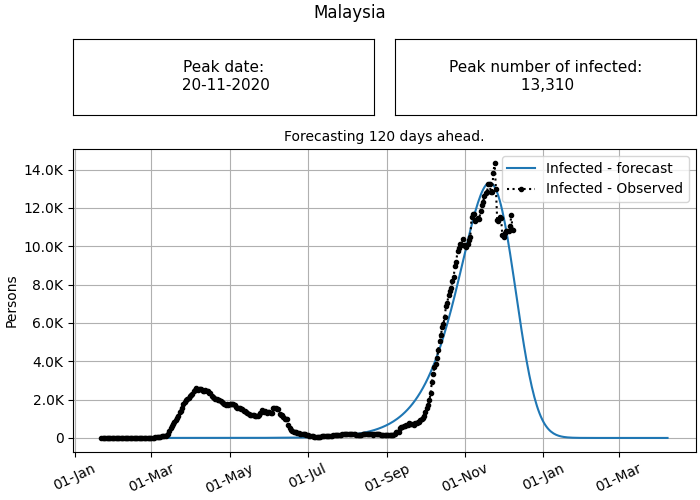 Malaysia
Peak date:
20-11-2020
Peak number of infected:
13,310
Forecasting 120 days ahead.
14.0K
12.0K
10.0K
8.0K
6.0K
4.0K
2.0K
0
Persons
Infected - forecast
Infected - Observed
01-Jan
01-Mar
01-May
01-Jul
01-Sep
01-Nov
01-Jan
01-Mar